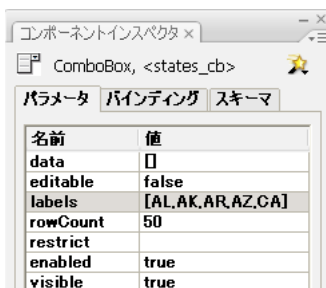 コンポーネントインスペクタ ×
ComboBox, <states_cb>
パラメータ バインディング スキーマ
名前 値
data []
editable false
labels [AL,AK,AR,AZ,CA]
rowCount 50
restrict
enabled true
visible true